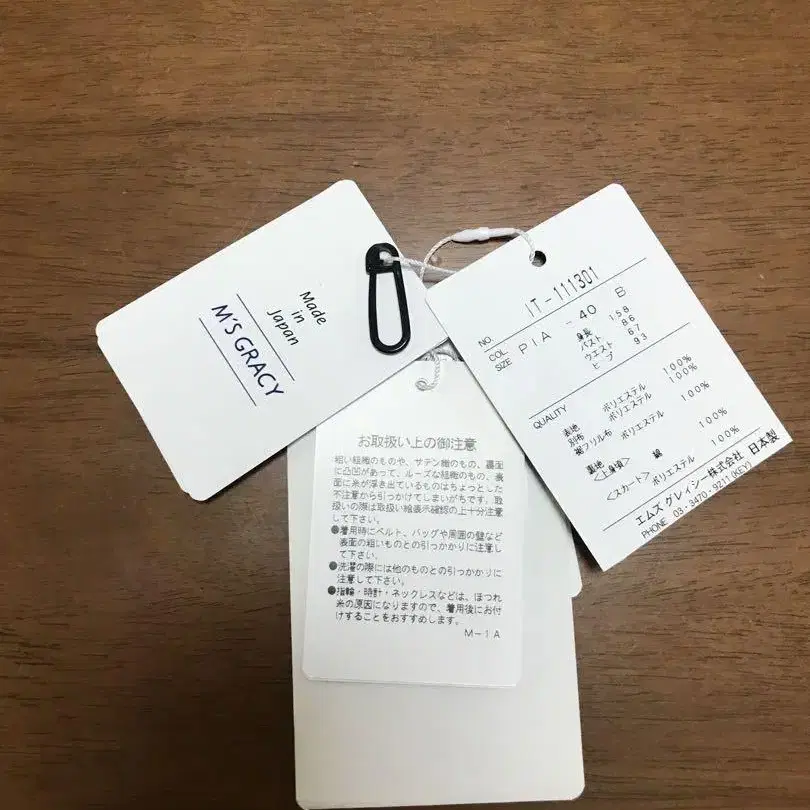 Made
in
Japan
M'S GRACY
NO. IT-111301
COL.
SIZE PIA - 40 B
身長 158
バスト 86
ウエスト 67
ヒップ 93
QUALITY
表地 ポリエステル 100%
別布 ポリエステル 100%
裾フリル布 ポリエステル 100%
裏地
<上身頃> 綿 100%
<スカート> ポリエステル 100%
エムズ グレィシー株式会社 日本製
PHONE 03-3470-9211(KEY)
お取扱い上の御注意
粗い組織のものや、サテン織のもの、裏面
に凸凹があって、ルーズな組織のもの、表
面に糸が浮き出ているものはちょっとした
不注意から引っかけてしまいがちです。取
扱いの際は取扱い絵表示確認の上十分注意
して下さい。
●着用時にベルト、バッグや周囲の壁など
表面の粗いものとの引っかかりに注意し
て下さい。
●洗濯の際には他のものとの引っかかりに
注意して下さい。
●指輪・時計・ネックレスなどは、ほつれ
糸の原因になりますので、着用後にお付
けすることをおすすめします。
M-1A